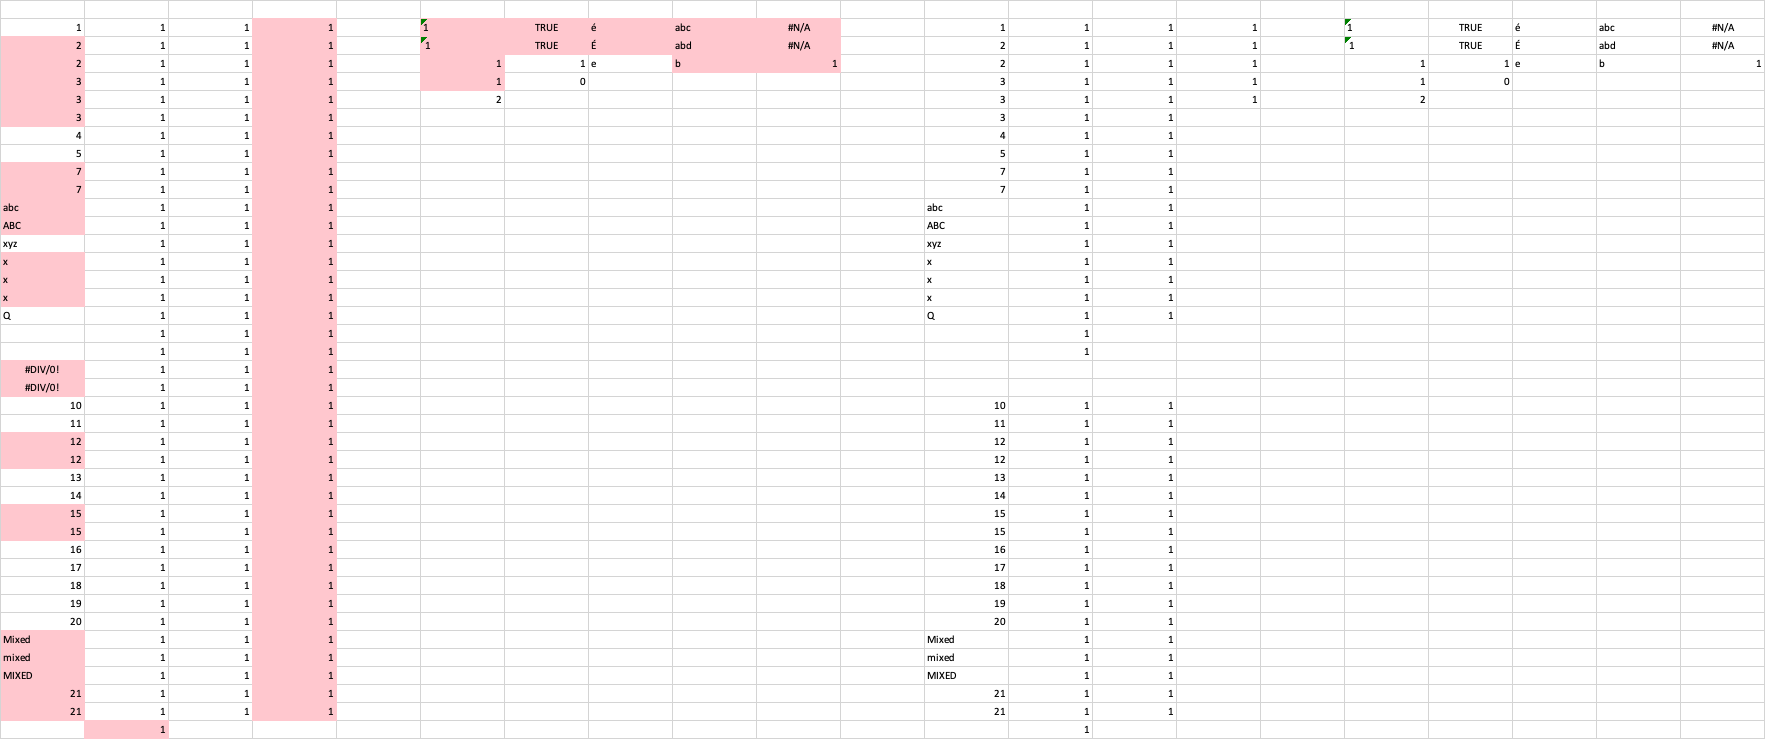 1 1 1 1 1 TRUE é abc #N/A 1 1 1 1 1 TRUE é abc #N/A
2 1 1 1 1 TRUE É abd #N/A 2 1 1 1 1 TRUE É abd #N/A
2 1 1 1 1 1 e b 1 2 1 1 1 1 1 e b 1
3 1 1 1 1 0 3 1 1 1 1 0
3 1 1 1 2 3 1 1 1 2
3 1 1 1 3 1 1
4 1 1 1 4 1 1
5 1 1 1 5 1 1
7 1 1 1 7 1 1
7 1 1 1 7 1 1
abc 1 1 1 abc 1 1
ABC 1 1 1 ABC 1 1
xyz 1 1 1 xyz 1 1
x 1 1 1 x 1 1
x 1 1 1 x 1 1
x 1 1 1 x 1 1
Q 1 1 1 Q 1 1
1 1 1 1
1 1 1 1
#DIV/0! 1 1 1
#DIV/0! 1 1 1
10 1 1 1 10 1 1
11 1 1 1 11 1 1
12 1 1 1 12 1 1
12 1 1 1 12 1 1
13 1 1 1 13 1 1
14 1 1 1 14 1 1
15 1 1 1 15 1 1
15 1 1 1 15 1 1
16 1 1 1 16 1 1
17 1 1 1 17 1 1
18 1 1 1 18 1 1
19 1 1 1 19 1 1
20 1 1 1 20 1 1
Mixed 1 1 1 Mixed 1 1
mixed 1 1 1 mixed 1 1
MIXED 1 1 1 MIXED 1 1
21 1 1 1 21 1 1
21 1 1 1 21 1 1
1 1